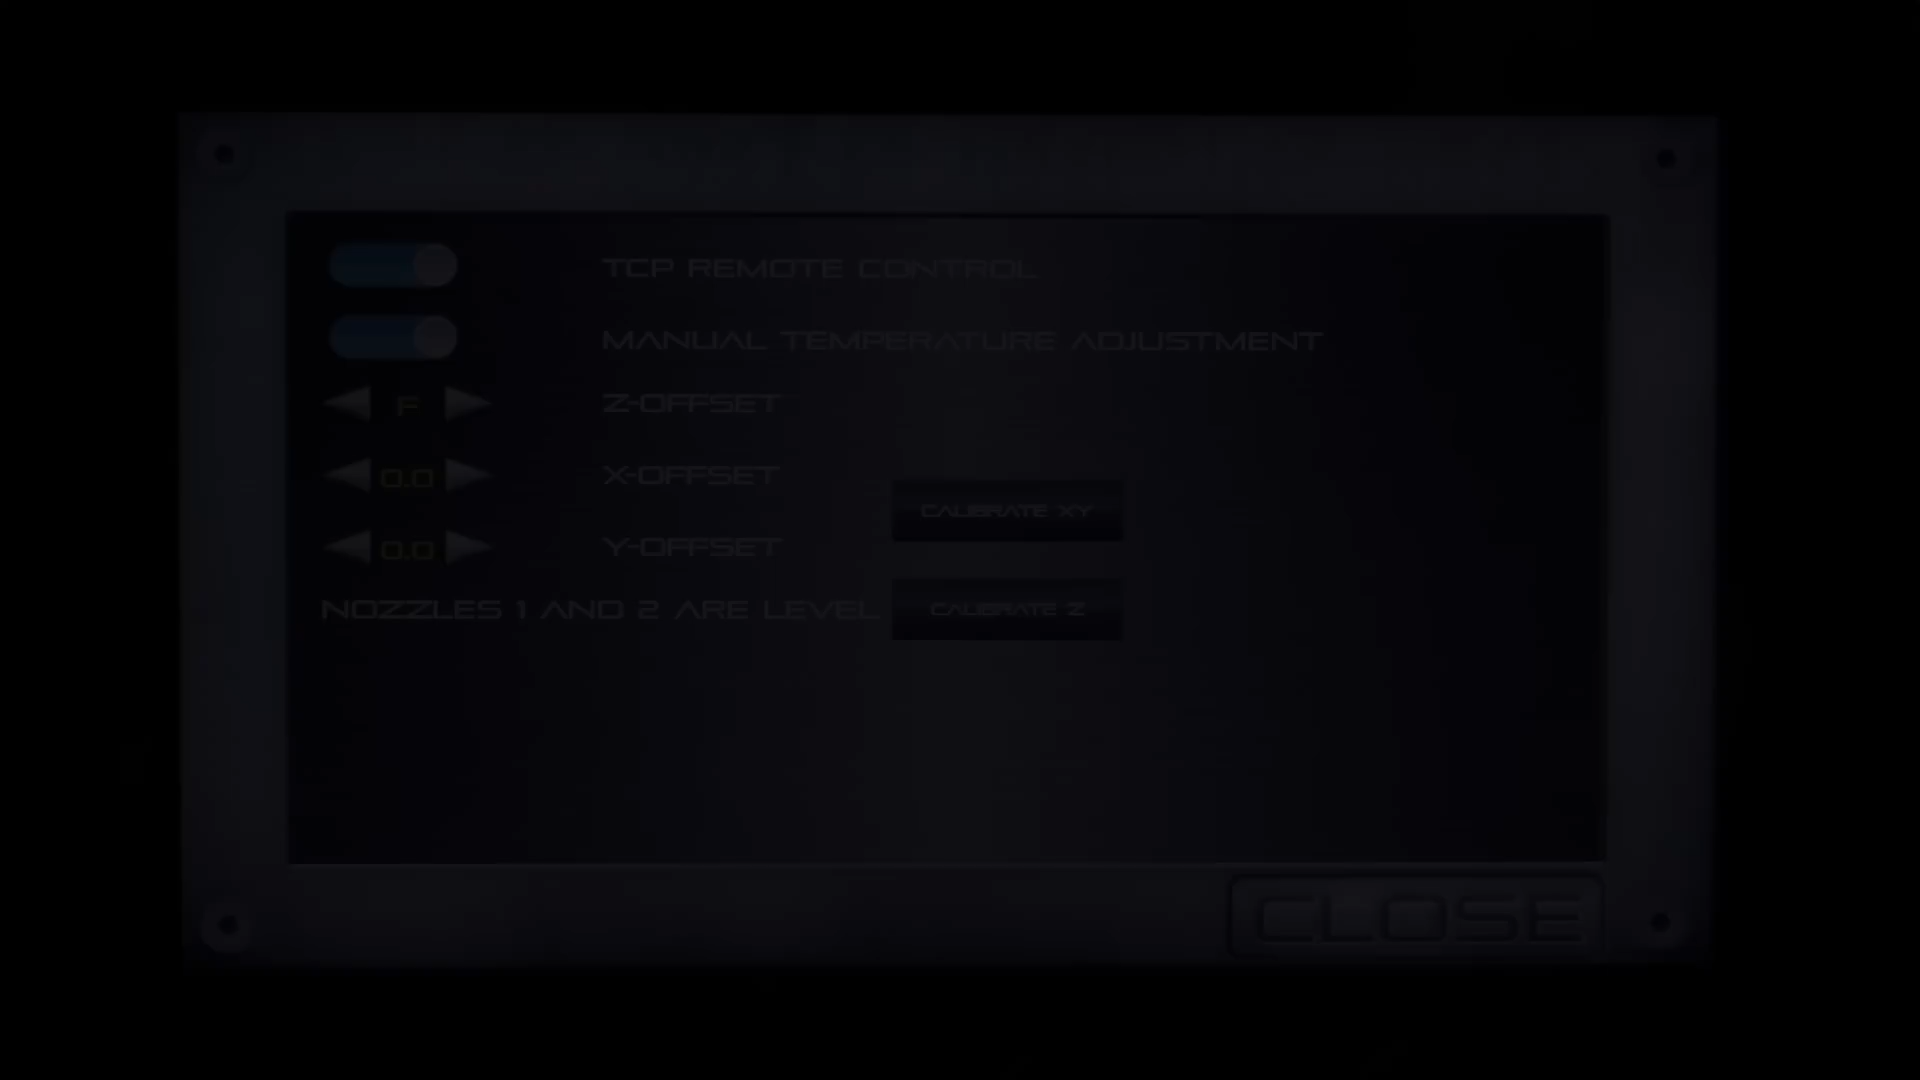 TCP REMOTE CONTROL
MANUAL TEMPERATURE ADJUSTMENT
F Z-OFFSET
0.0 X-OFFSET
CALIBRATE XY
0.0 Y-OFFSET
NOZZLES 1 AND 2 ARE LEVEL CALIBRATE Z
CLOSE